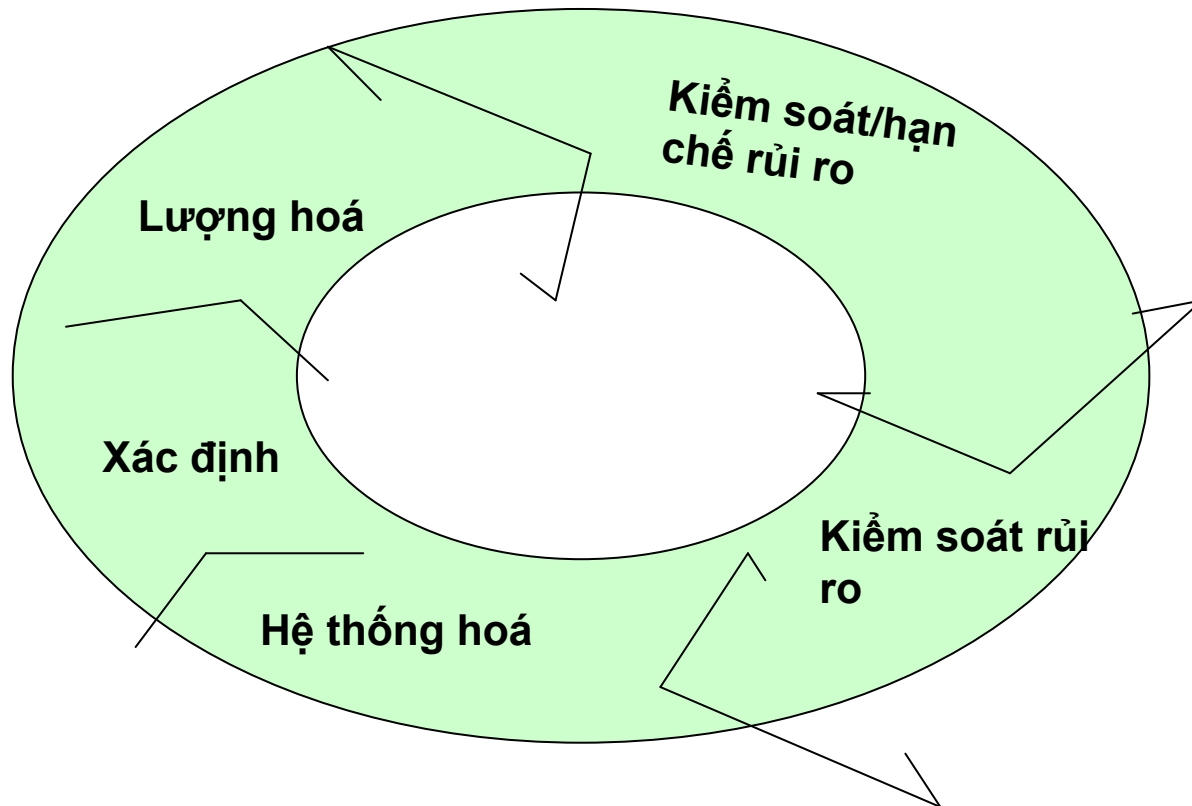 Kiểm soát/hạn
chế rủi ro
Lượng hoá
Xác định
Kiểm soát rủi
ro
Hệ thống hoá